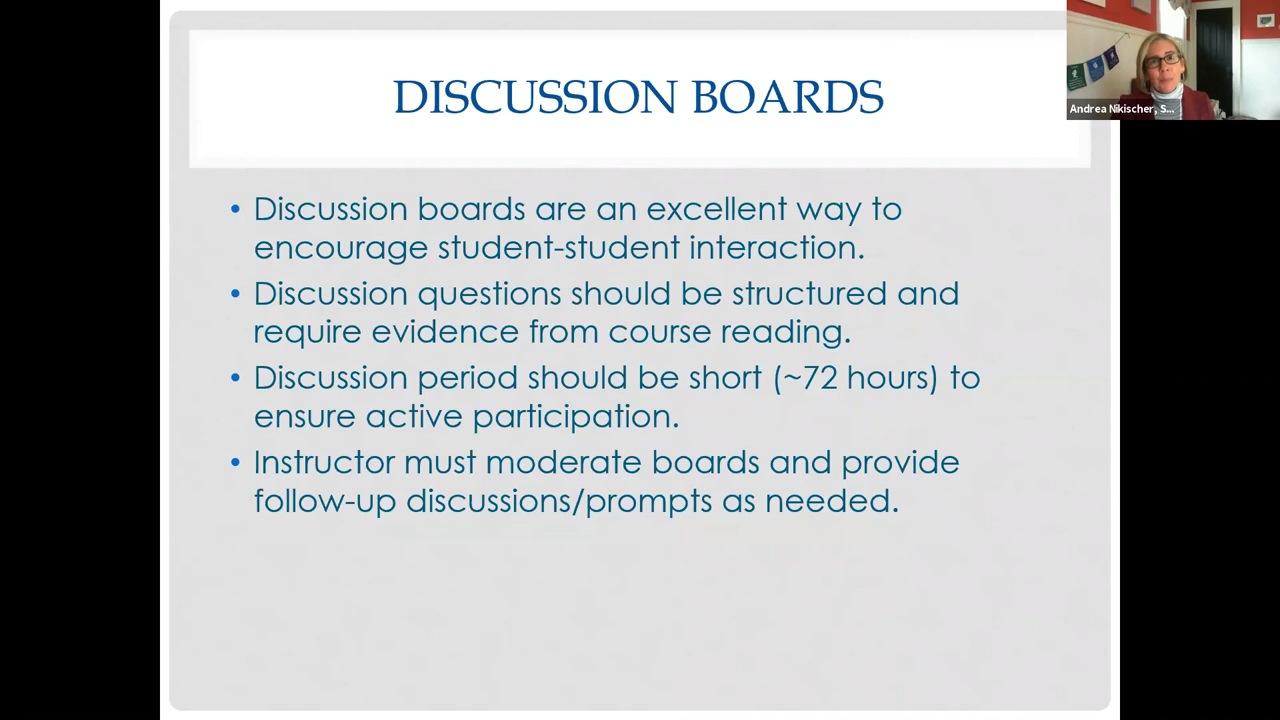 DISCUSSION BOARDS
Andrea Nikischer, S...
• Discussion boards are an excellent way to
encourage student-student interaction.
• Discussion questions should be structured and
require evidence from course reading.
• Discussion period should be short (~72 hours) to
ensure active participation.
• Instructor must moderate boards and provide
follow-up discussions/prompts as needed.